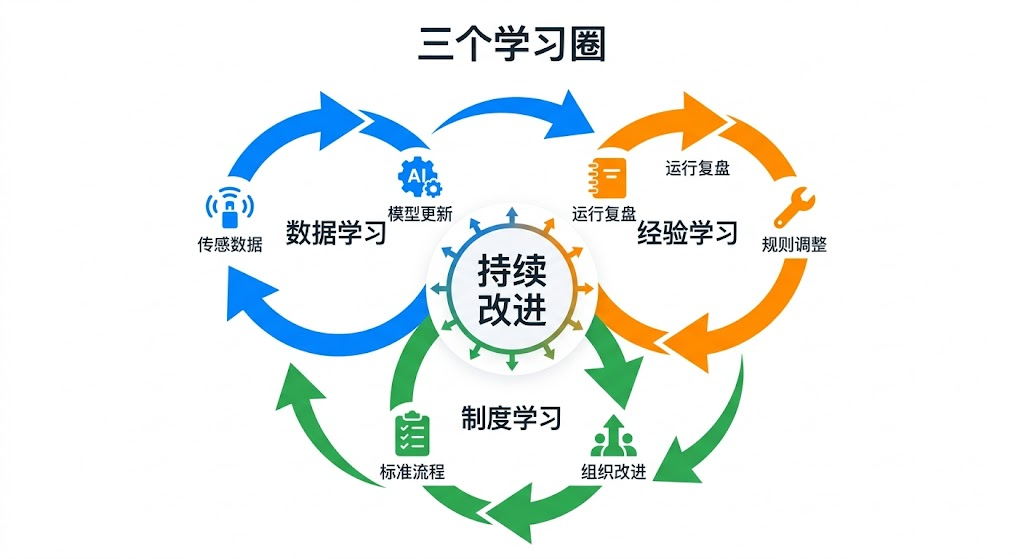 三个学习圈
AI
模型更新
传感数据
数据学习
运行复盘
运行复盘
经验学习
规则调整
持续
改进
制度学习
标准流程
组织改进